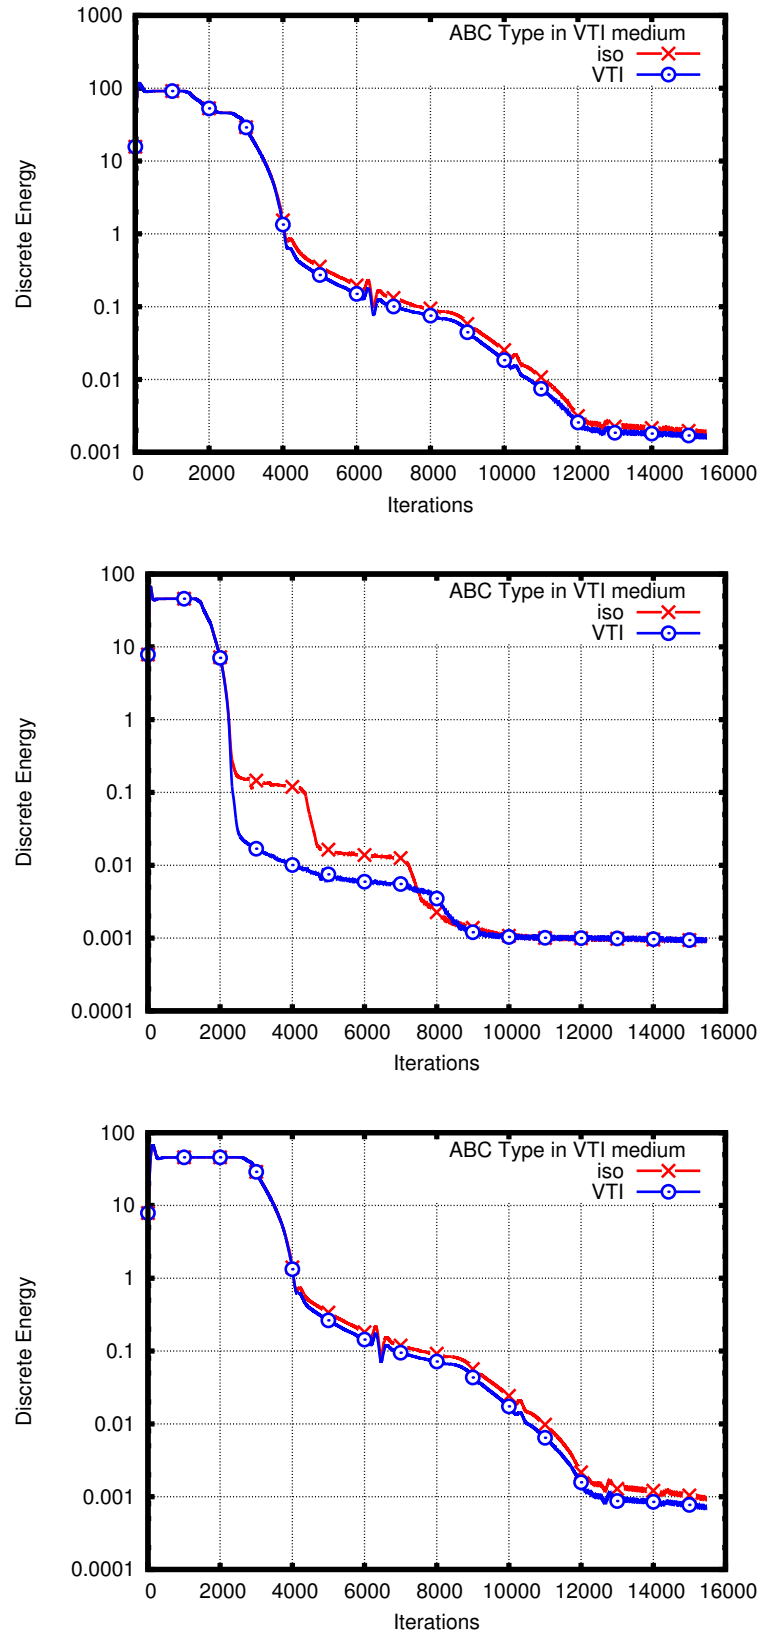 1000
ABC Type in VTI medium
iso
VTI
100
10
1
0.1
0.01
0.001
Discrete Energy
0 2000 4000 6000 8000 10000 12000 14000 16000
Iterations
100
ABC Type in VTI medium
iso
VTI
10
1
0.1
0.01
0.001
0.0001
Discrete Energy
0 2000 4000 6000 8000 10000 12000 14000 16000
Iterations
100
ABC Type in VTI medium
iso
VTI
10
1
0.1
0.01
0.001
0.0001
Discrete Energy
0 2000 4000 6000 8000 10000 12000 14000 16000
Iterations